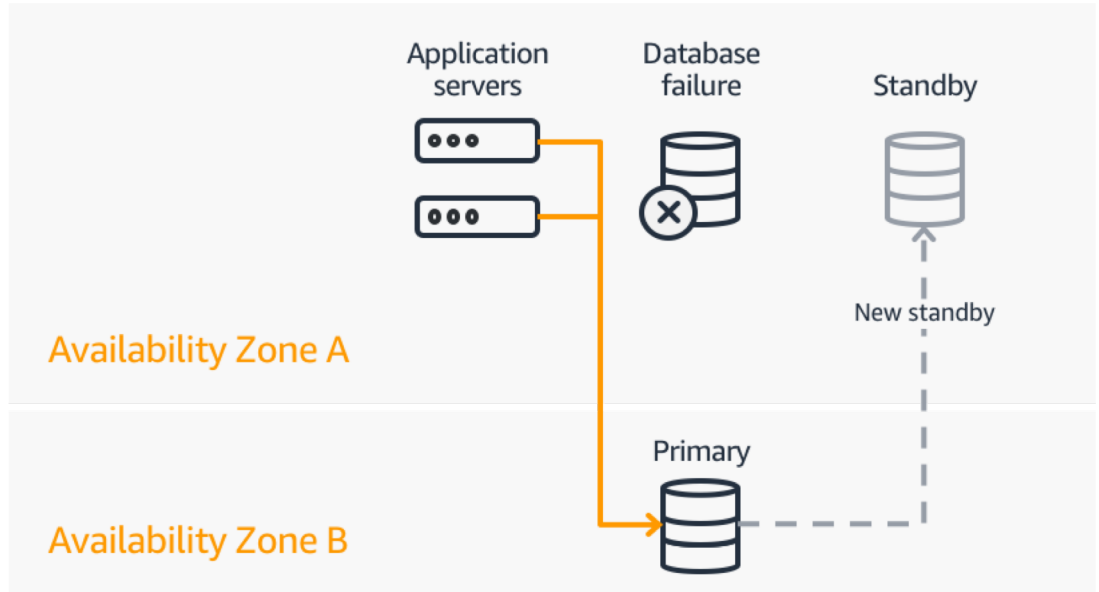 Application
servers
Database
failure
Standby
New standby
Availability Zone A
Primary
Availability Zone B